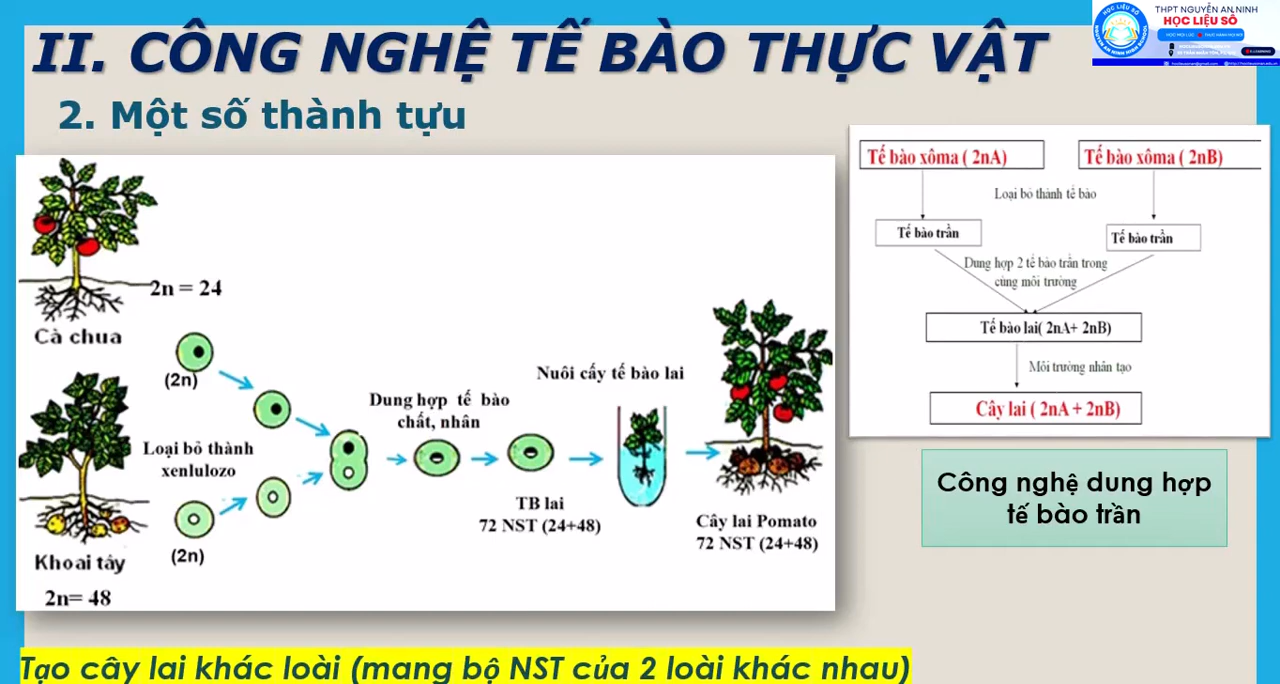 THPT NGUYỄN AN NINH
HỌC LIỆU SỐ
II. CÔNG NGHỆ TẾ BÀO THỰC VẬT
2. Một số thành tựu
2n = 24
Cà chua
(2n)
Loại bỏ thành
xenlulozo
(2n)
Khoai tây
2n= 48
Dung hợp tế bào
chất, nhân
TB lai
72 NST (24+48)
Nuôi cấy tế bào lai
Cây lai Pomato
72 NST (24+48)
Tế bào xôma ( 2nA)
Tế bào xôma ( 2nB)
Loại bỏ thành tế bào
Tế bào trần
Tế bào trần
Dung hợp 2 tế bào trần trong
cùng môi trường
Tế bào lai( 2nA+ 2nB)
Môi trường nhân tạo
Cây lai ( 2nA + 2nB)
Công nghệ dung hợp
tế bào trần
Tạo cây lai khác loài (mang bộ NST của 2 loài khác nhau)